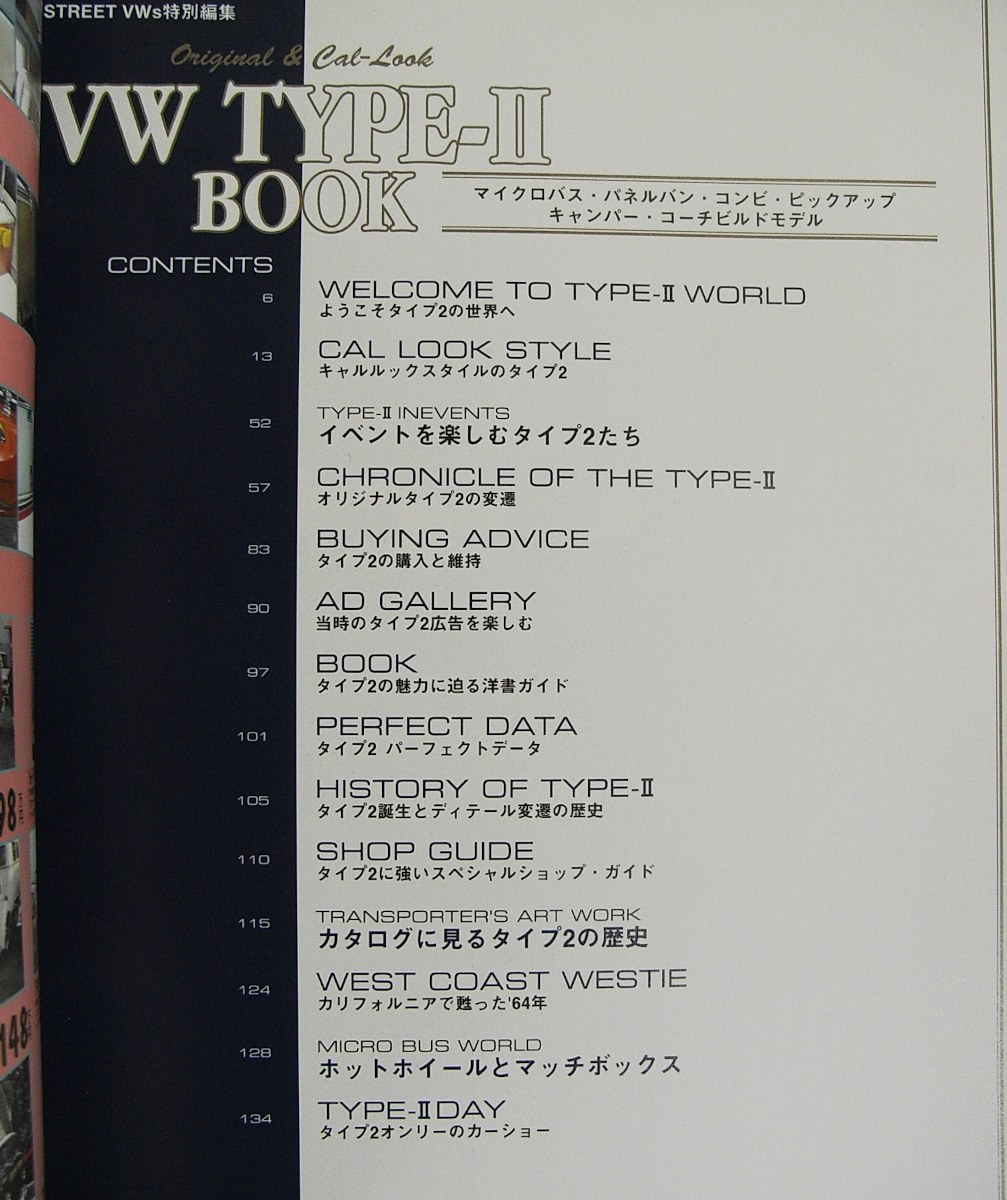 STREET VWs特別編集
Original & Cal-Look
VW TYPE-II
BOOK
マイクロバス・パネルバン・コンビ・ピックアップ
キャンパー・コーチビルドモデル
CONTENTS
6 WELCOME TO TYPE-II WORLD
ようこそタイプ2の世界へ
13 CAL LOOK STYLE
キャルルックスタイルのタイプ2
52 TYPE-II INEVENTS
イベントを楽しむタイプ2たち
57 CHRONICLE OF THE TYPE-II
オリジナルタイプ2の変遷
83 BUYING ADVICE
タイプ2の購入と維持
90 AD GALLERY
当時のタイプ2広告を楽しむ
97 BOOK
タイプ2の魅力に迫る洋書ガイド
101 PERFECT DATA
タイプ2 パーフェクトデータ
105 HISTORY OF TYPE-II
タイプ2誕生とディテール変遷の歴史
110 SHOP GUIDE
タイプ2に強いスペシャルショップ・ガイド
115 TRANSPORTER'S ART WORK
カタログに見るタイプ2の歴史
124 WEST COAST WESTIE
カリフォルニアで甦った'64年
128 MICRO BUS WORLD
ホットホイールとマッチボックス
134 TYPE-II DAY
タイプ2オンリーのカーショー
98
148